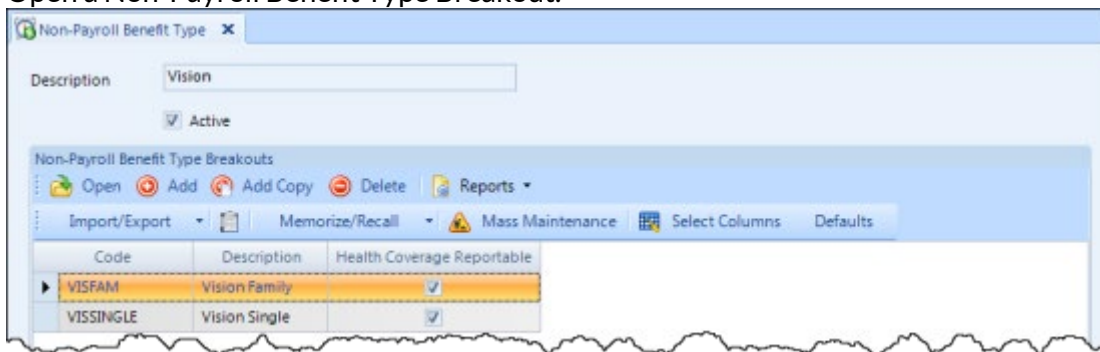 Open a Non-Payroll Benefit Type Breakout.
Non-Payroll Benefit Type
Description Vision
Active
Non-Payroll Benefit Type Breakouts
Open Add Add Copy Delete Reports
Import/Export Memorize/Recall Mass Maintenance Select Columns Defaults
Code Description Health Coverage Reportable
VISFAM Vision Family
VISSINGLE Vision Single